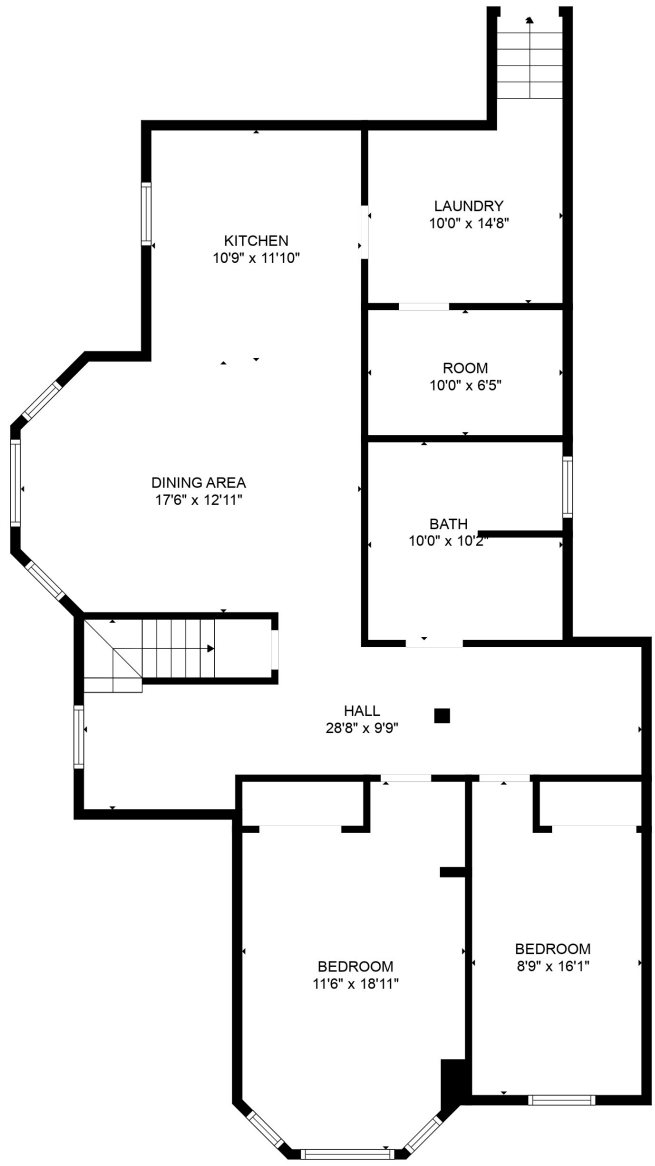 LAUNDRY
10'0" x 14'8"
KITCHEN
10'9" x 11'10"
ROOM
10'0" x 6'5"
DINING AREA
17'6" x 12'11"
BATH
10'0" x 10'2"
HALL
28'8" x 9'9"
BEDROOM
11'6" x 18'11"
BEDROOM
8'9" x 16'1"